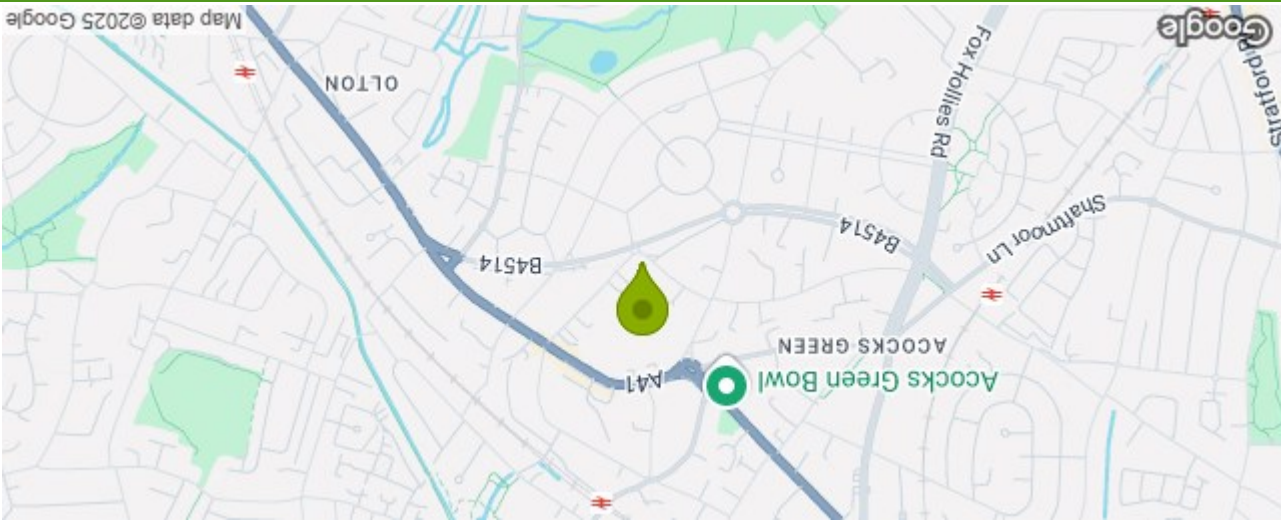 Map data ©2025 Google
Google
OLTON
Fox Hollies Rd
Stratford
B4514
B4514
Shaftmoor Ln
ACOCKS GREEN
A41
Acocks Green Bowl